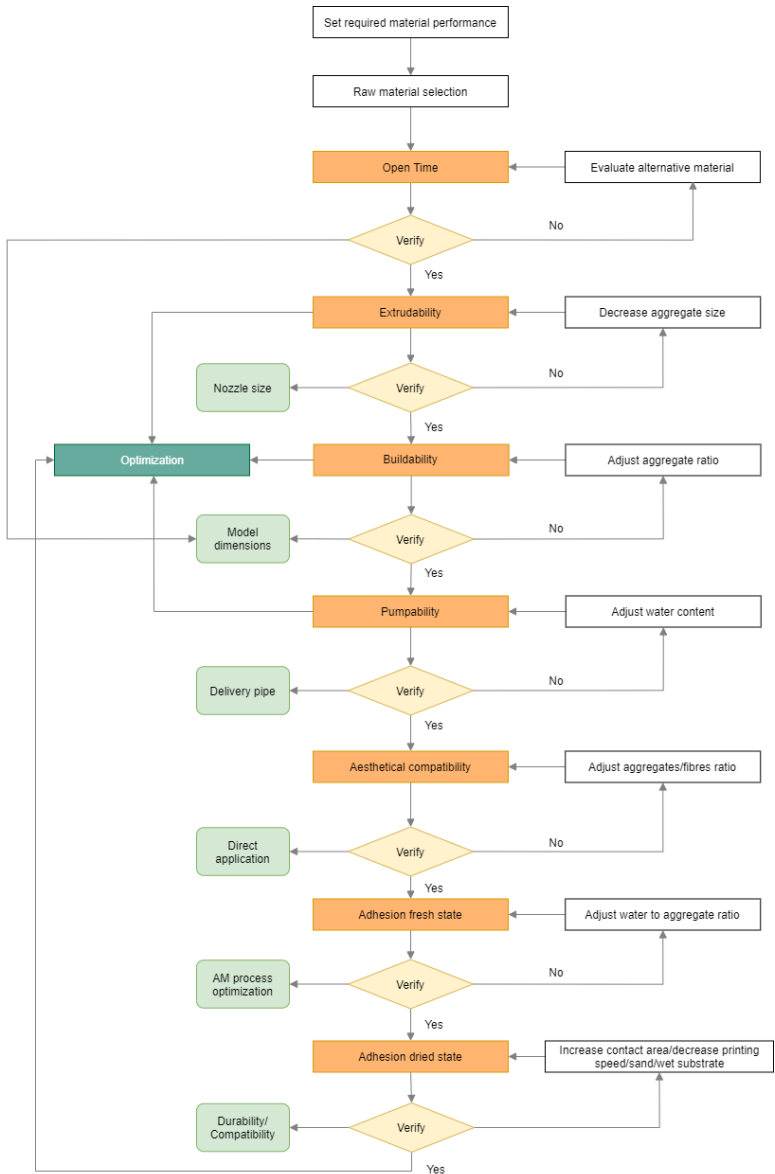 Set required material performance
Raw material selection
Open Time
Evaluate alternative material
Verify
No
Yes
Extrudability
Decrease aggregate size
Nozzle size
Verify
No
Yes
Optimization
Buildability
Adjust aggregate ratio
Model
dimensions
Verify
No
Yes
Pumpability
Adjust water content
Delivery pipe
Verify
No
Yes
Aesthetical compatibility
Adjust aggregates/fibres ratio
Direct
application
Verify
No
Yes
Adhesion fresh state
Adjust water to aggregate ratio
AM process
optimization
Verify
No
Yes
Adhesion dried state
Increase contact area/decrease printing
speed/sand/wet substrate
Durability/
Compatibility
Verify
Yes